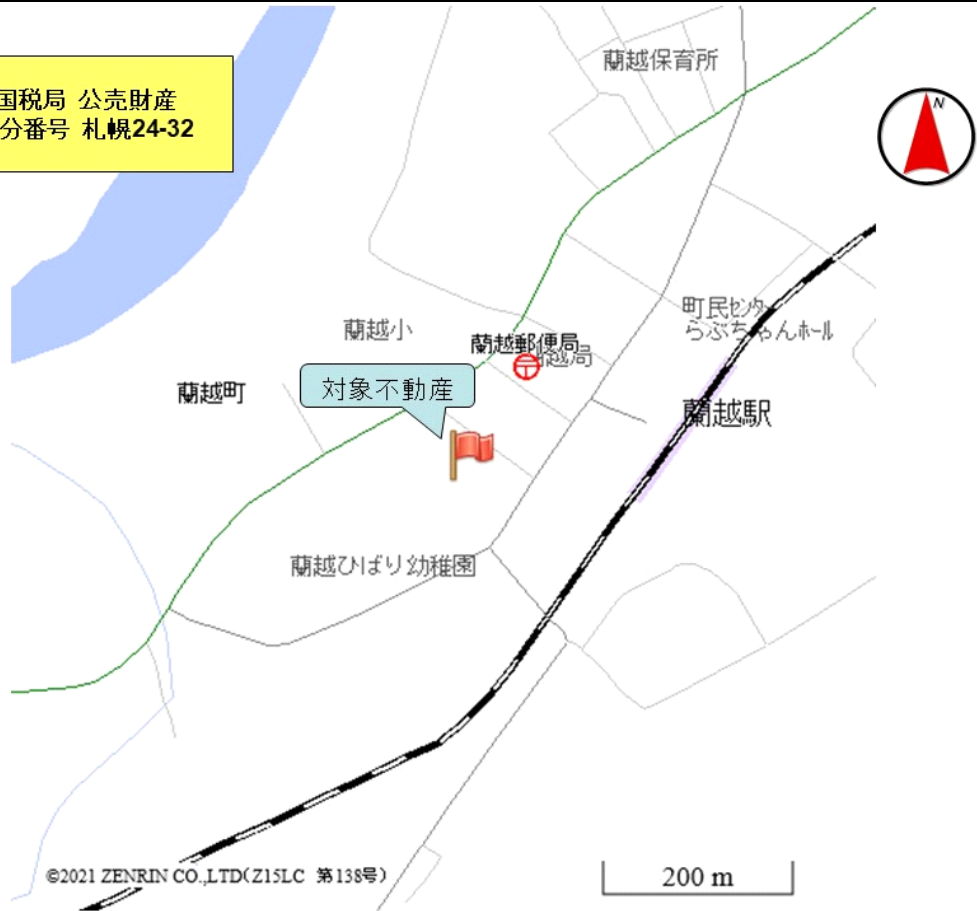 国税局 公売財産
分番号 札幌24-32
蘭越保育所
N
町民センター
らぶちゃんホール
蘭越小
蘭越郵便局
越局
蘭越町
対象不動産
蘭越駅
蘭越ひばり幼稚園
©2021 ZENRIN CO.,LTD(Z15LC 第138号)
200 m